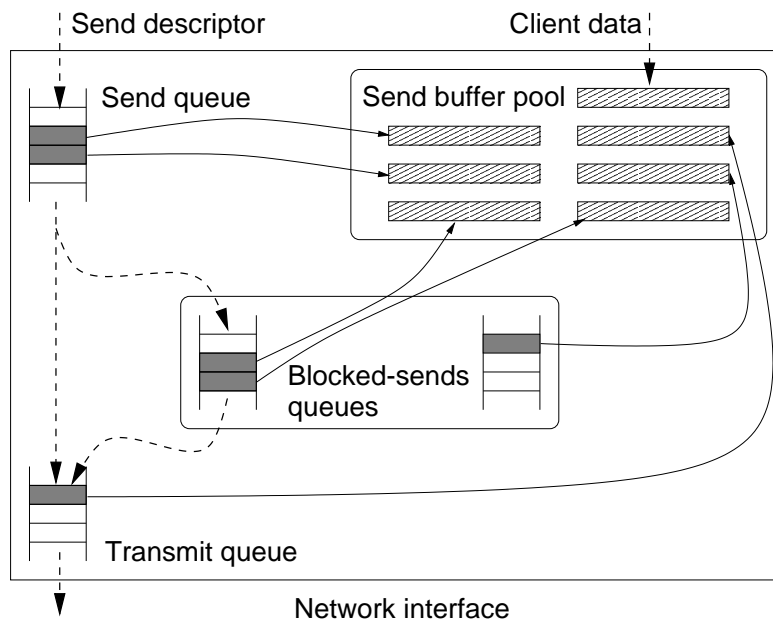 Send descriptor
Client data
Send queue
Send buffer pool
Blocked-sends
queues
Transmit queue
Network interface